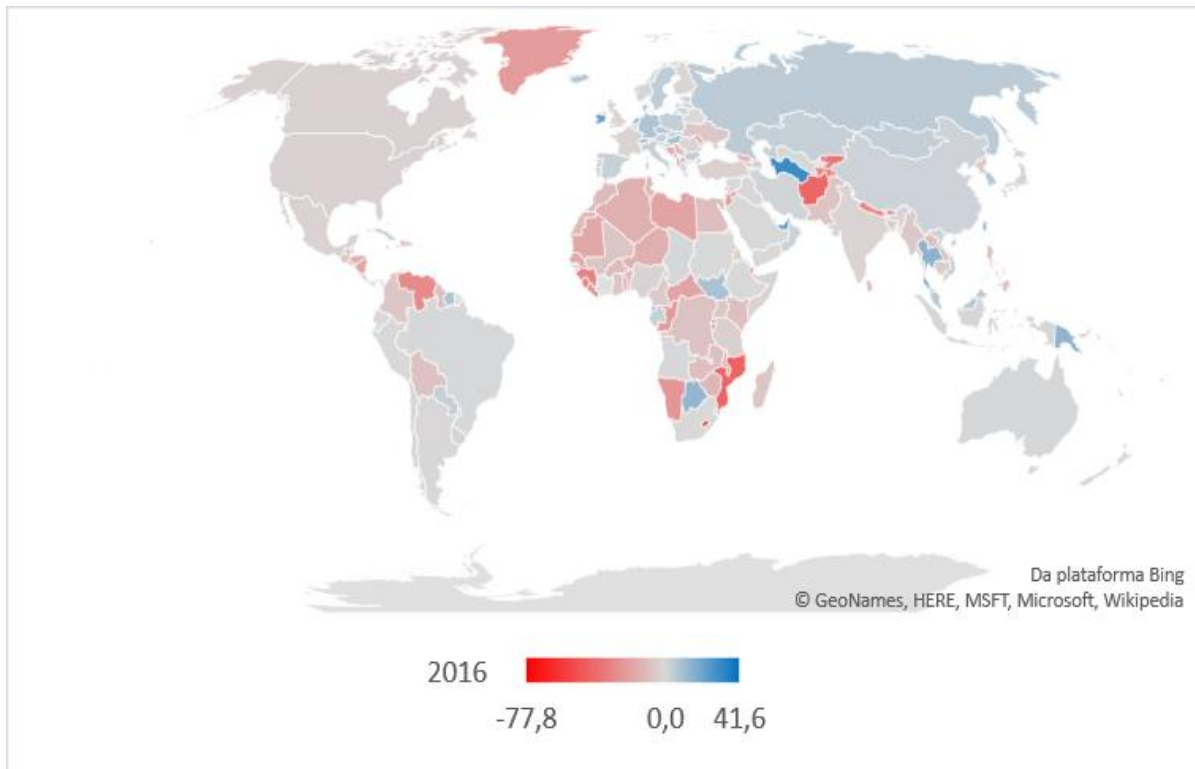 Da plataforma Bing
© GeoNames, HERE, MSFT, Microsoft, Wikipedia
2016
-77,8 0,0 41,6